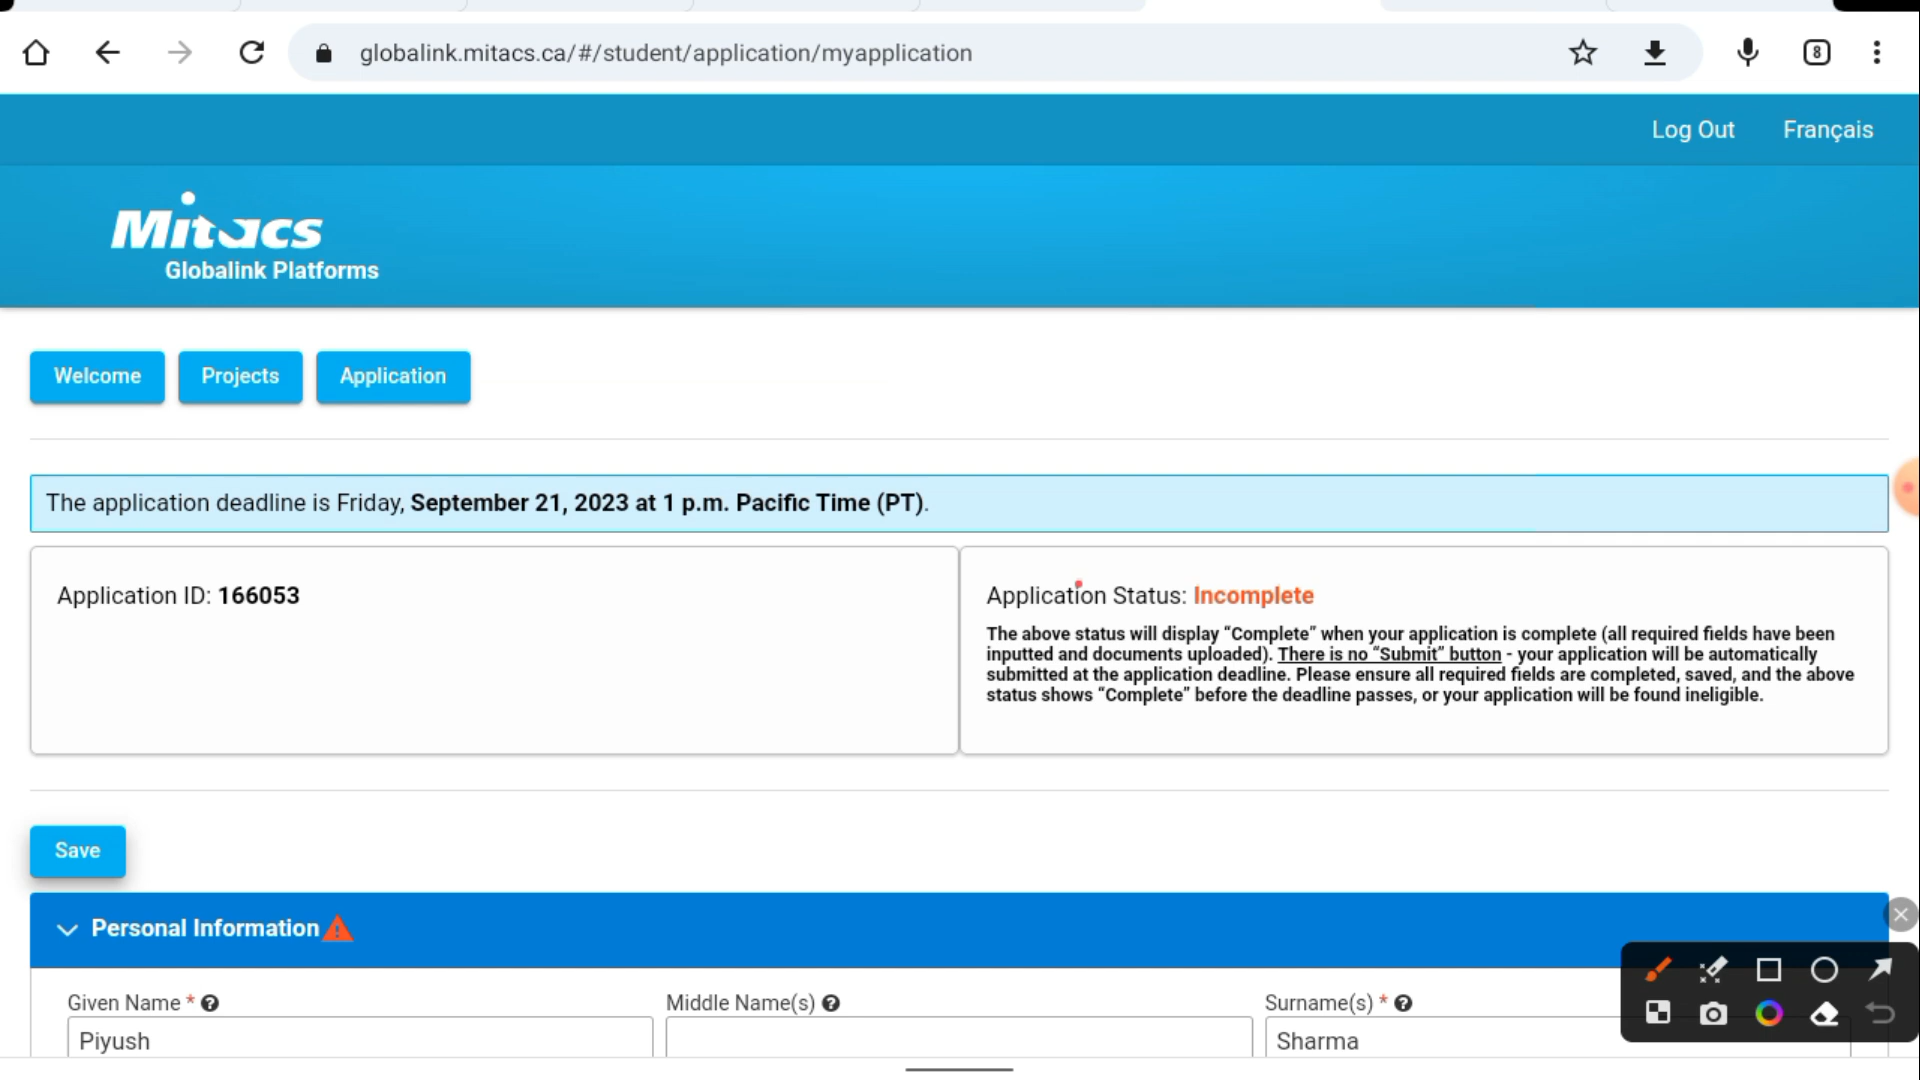 globalink.mitacs.ca/#/student/application/myapplication
8
Log Out Français
Mitacs
Globalink Platforms
Welcome Projects Application
The application deadline is Friday, September 21, 2023 at 1 p.m. Pacific Time (PT).
Application ID: 166053
Application Status: Incomplete
The above status will display “Complete” when your application is complete (all required fields have been
inputted and documents uploaded). There is no “Submit” button - your application will be automatically
submitted at the application deadline. Please ensure all required fields are completed, saved, and the above
status shows “Complete” before the deadline passes, or your application will be found ineligible.
Save
Personal Information
Given Name * Middle Name(s) Surname(s) *
Piyush Sharma